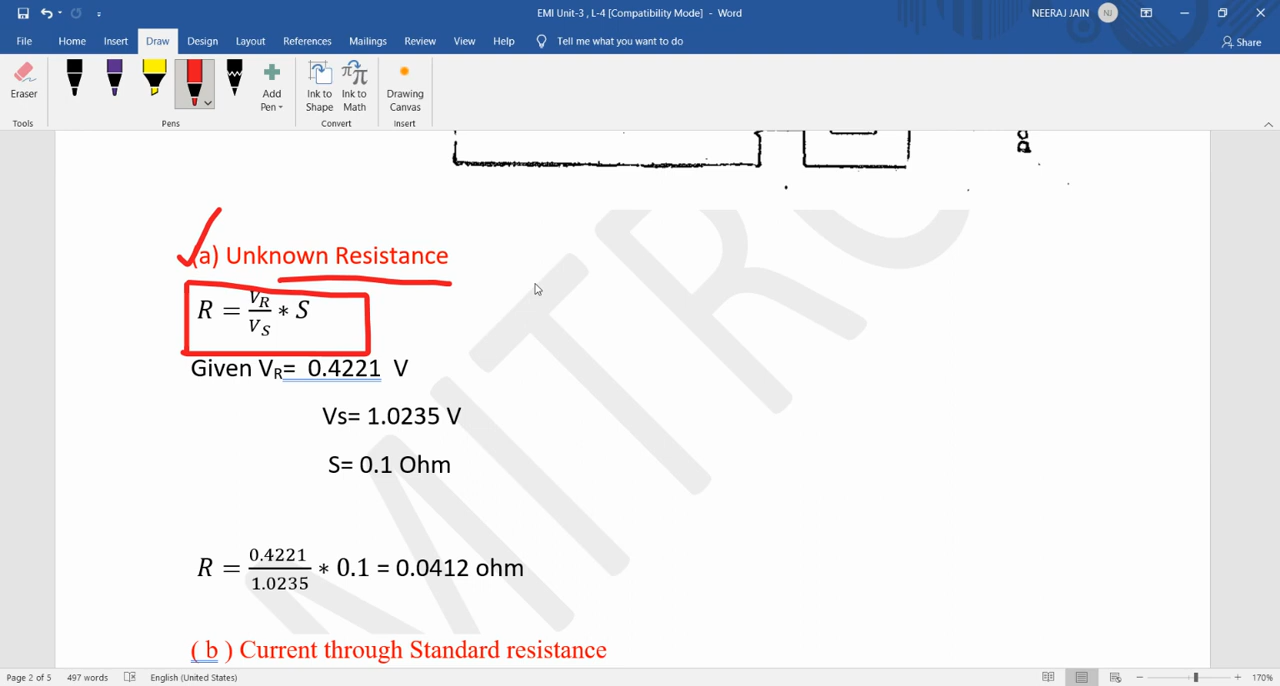 EMI Unit-3 , L-4 [Compatibility Mode] - Word
NEERAJ JAIN
NJ
File Home Insert Draw Design Layout References Mailings Review View Help Tell me what you want to do
Share
Eraser
Add Pen
Ink to Shape
Ink to Math
Drawing Canvas
Tools
Pens
Convert
Insert
(a) Unknown Resistance
R = V_R/V_S * S
Given VR= 0.4221 V
Vs= 1.0235 V
S= 0.1 Ohm
R = 0.4221/1.0235 * 0.1 = 0.0412 ohm
( b ) Current through Standard resistance
Page 2 of 5
497 words
English (United States)
170%